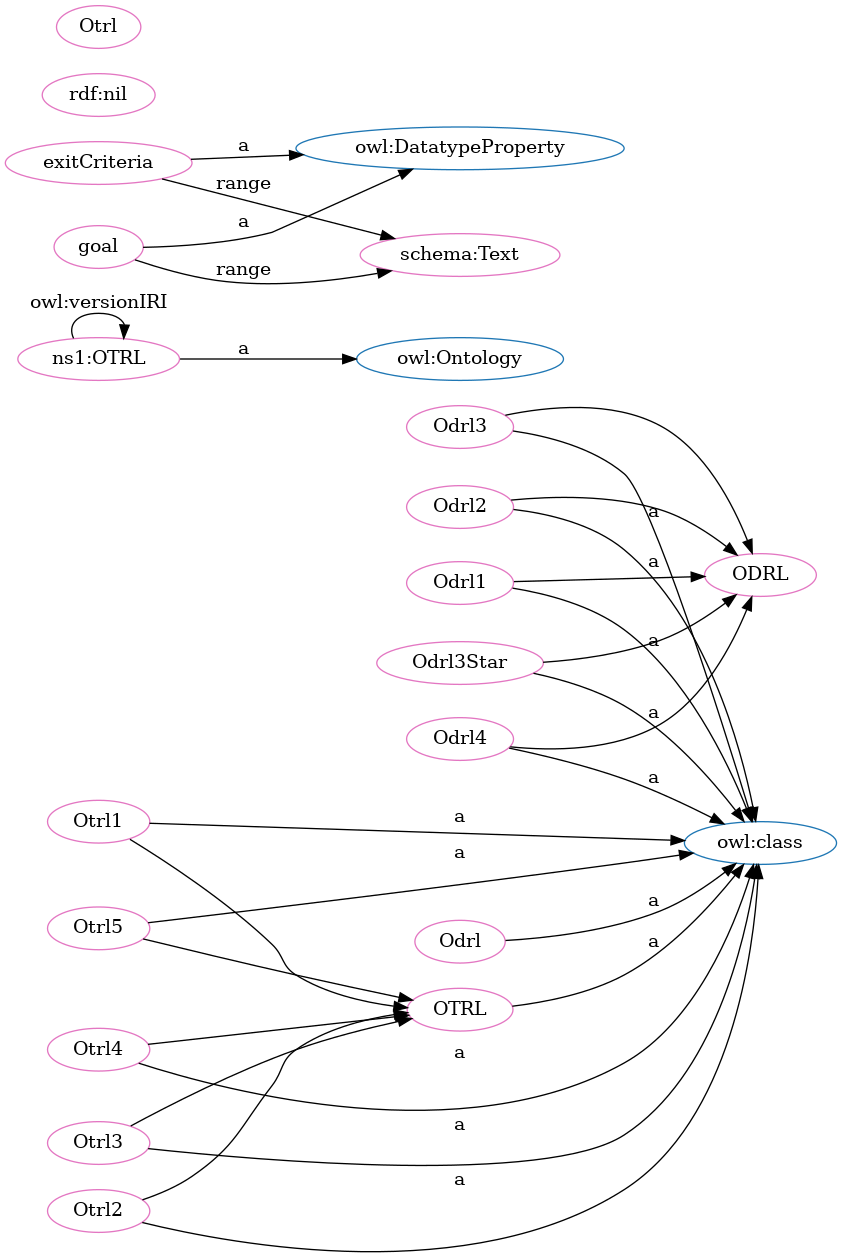 Otrl
rdf:nil
exitCriteria
a
owl:DatatypeProperty
range
a
goal
schema:Text
range
owl:versionIRI
ns1:OTRL
a
owl:Ontology
Odrl3
Odrl2
a
a
Odrl1
ODRL
a
Odrl3Star
a
Odrl4
a
Otrl1
a
owl:class
a
a
Otrl5
Odrl
a
OTRL
Otrl4
a
a
Otrl3
a
Otrl2